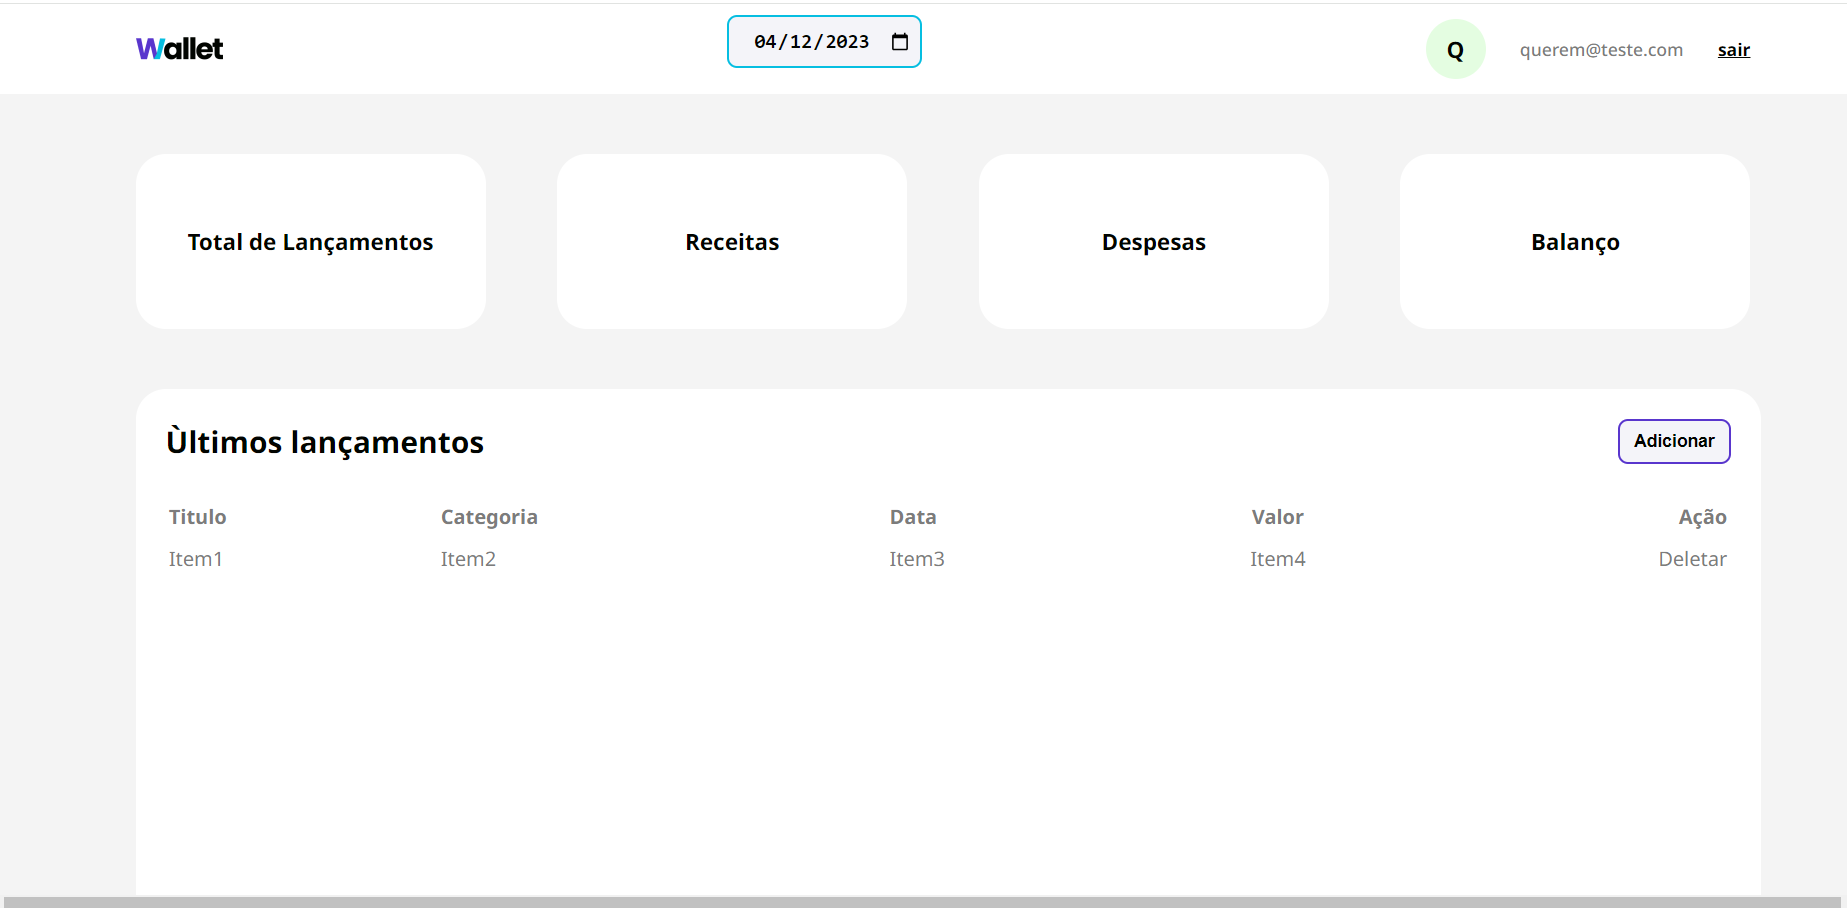 Wallet
04/12/2023
Q querem@teste.com sair
Total de Lançamentos
Receitas
Despesas
Balanço
Ùltimos lançamentos
Adicionar
Titulo Categoria Data Valor Ação
Item1 Item2 Item3 Item4 Deletar